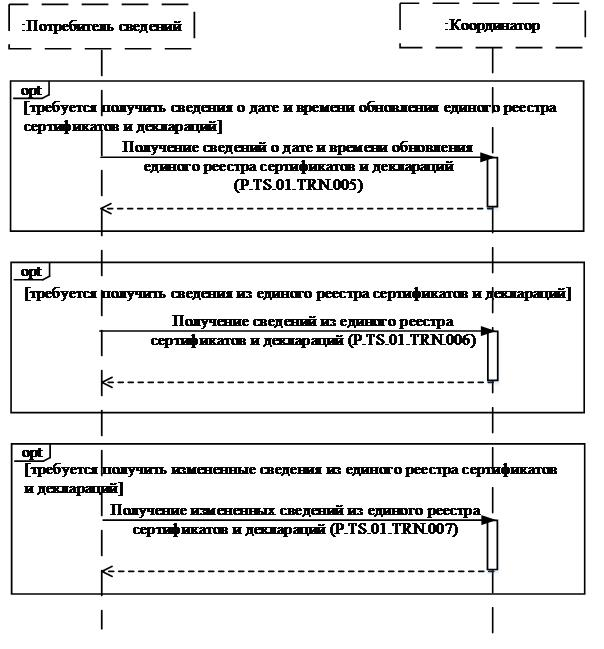 :Потребитель сведений
:Координатор
opt
[требуется получить сведения о дате и времени обновления единого реестра
сертификатов и деклараций]
Получение сведений о дате и времени обновления
единого реестра сертификатов и деклараций
(P.TS.01.TRN.005)
opt
[требуется получить сведения из единого реестра сертификатов и деклараций]
Получение сведений из единого реестра
сертификатов и деклараций (P.TS.01.TRN.006)
opt
[требуется получить измененные сведения из единого реестра сертификатов
и деклараций]
Получение измененных сведений из единого реестра
сертификатов и деклараций (P.TS.01.TRN.007)